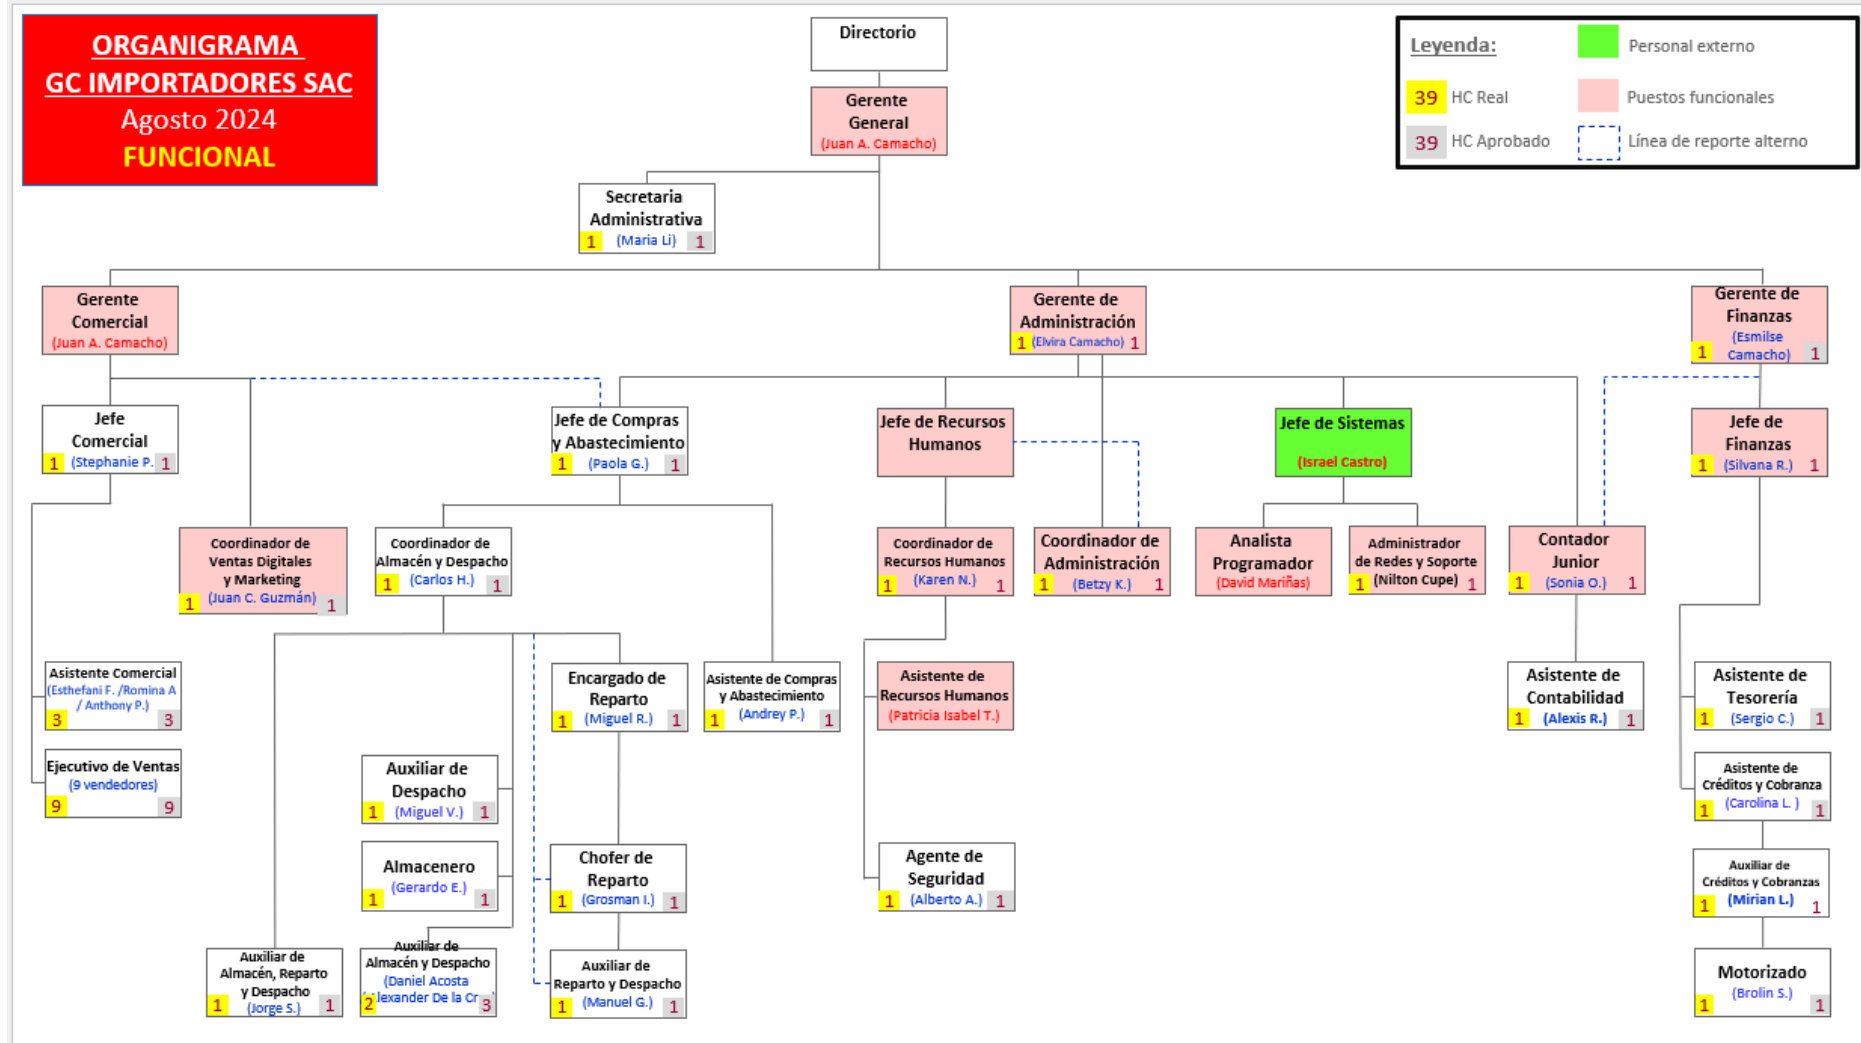 ORGANIGRAMA
GC IMPORTADORES SAC
Agosto 2024
FUNCIONAL
Leyenda:
Personal externo
39 HC Real
Puestos funcionales
39 HC Aprobado
Línea de reporte alterno
Directorio
Gerente
General
(Juan A. Camacho)
Secretaria
Administrativa
1 (Maria Li) 1
Gerente
Comercial
(Juan A. Camacho)
Gerente de
Administración
1 (Elvira Camacho) 1
Gerente de
Finanzas
(Esmilse
1 Camacho) 1
Jefe
Comercial
1 (Stephanie P. 1
Jefe de Compras
y Abastecimiento
1 (Paola G.) 1
Jefe de Recursos
Humanos
Jefe de Sistemas
(Israel Castro)
Jefe de
Finanzas
1 (Silvana R.) 1
Coordinador de
Ventas Digitales
y Marketing
1 (Juan C. Guzmán) 1
Coordinador de
Almacén y Despacho
1 (Carlos H.) 1
Coordinador de
Recursos Humanos
1 (Karen N.) 1
Coordinador de
Administración
1 (Betzy K.) 1
Analista
Programador
(David Mariñas)
Administrador
de Redes y Soporte
1 (Nilton Cupe) 1
Contador
Junior
1 (Sonia O.) 1
Asistente Comercial
(Esthefani F. /Romina A
/ Anthony P.)
3 3
Encargado de
Reparto
1 (Miguel R.) 1
Asistente de Compras
y Abastecimiento
1 (Andrey P.) 1
Asistente de
Recursos Humanos
(Patricia Isabel T.)
Asistente de
Contabilidad
1 (Alexis R.) 1
Asistente de
Tesorería
1 (Sergio C.) 1
Ejecutivo de Ventas
(9 vendedores)
9 9
Auxiliar de
Despacho
1 (Miguel V.) 1
Asistente de
Créditos y Cobranza
1 (Carolina L. ) 1
Almacenero
(Gerardo E.)
1 1
Chofer de
Reparto
1 (Grosman I.) 1
Agente de
Seguridad
1 (Alberto A.) 1
Auxiliar de
Créditos y Cobranzas
1 (Mirian L.) 1
Auxiliar de
Almacén, Reparto
y Despacho
1 (Jorge S.) 1
Auxiliar de
Almacén y Despacho
(Daniel Acosta
2 Alexander De la 3
Auxiliar de
Reparto y Despacho
1 (Manuel G.) 1
Motorizado
(Brolin S.)
1 1